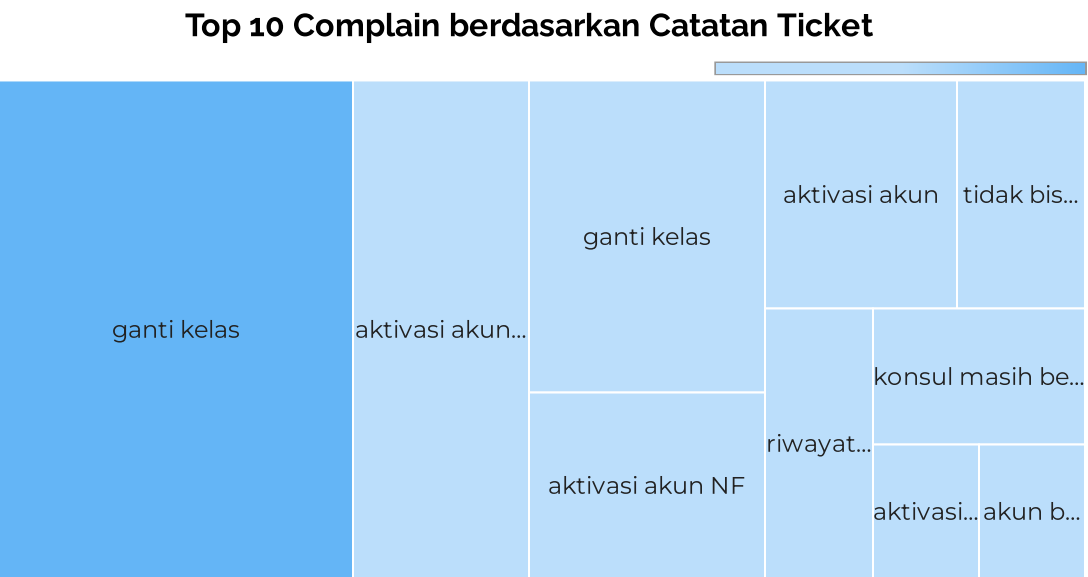 Top 10 Complain berdasarkan Catatan Ticket
ganti kelas
aktivasi akun...
ganti kelas
aktivasi akun NF
aktivasi akun
tidak bis...
riwayat...
konsul masih be...
aktivasi...
akun b...